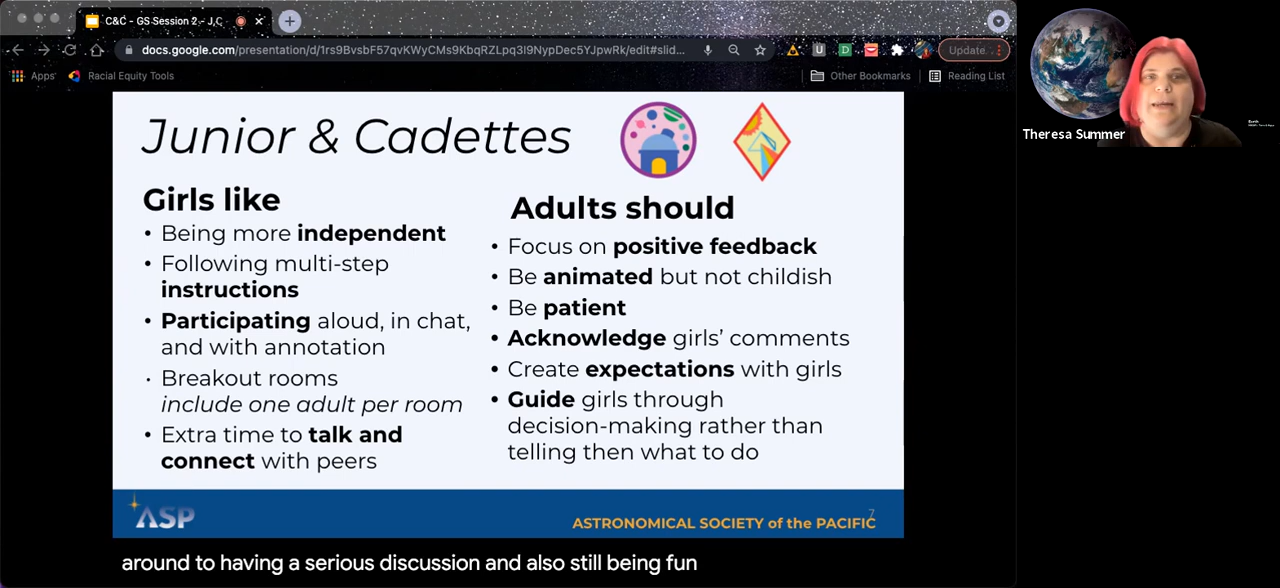 C&C - GS Session 2 - J,C
docs.google.com/presentation/d/1rs9BvsbF57qvKWyCMs9KbqRZLpq3I9NypDec5YJpwRk/edit#slid...
Update
Apps
Racial Equity Tools
Other Bookmarks
Reading List
Junior & Cadettes
Girls like
• Being more independent
• Following multi-step
instructions
• Participating aloud, in chat,
and with annotation
• Breakout rooms
include one adult per room
• Extra time to talk and
connect with peers
Adults should
• Focus on positive feedback
• Be animated but not childish
• Be patient
• Acknowledge girls' comments
• Create expectations with girls
• Guide girls through
decision-making rather than
telling then what to do
ASP
ASTRONOMICAL SOCIETY of the PACIFIC
7
around to having a serious discussion and also still being fun
Theresa Summer